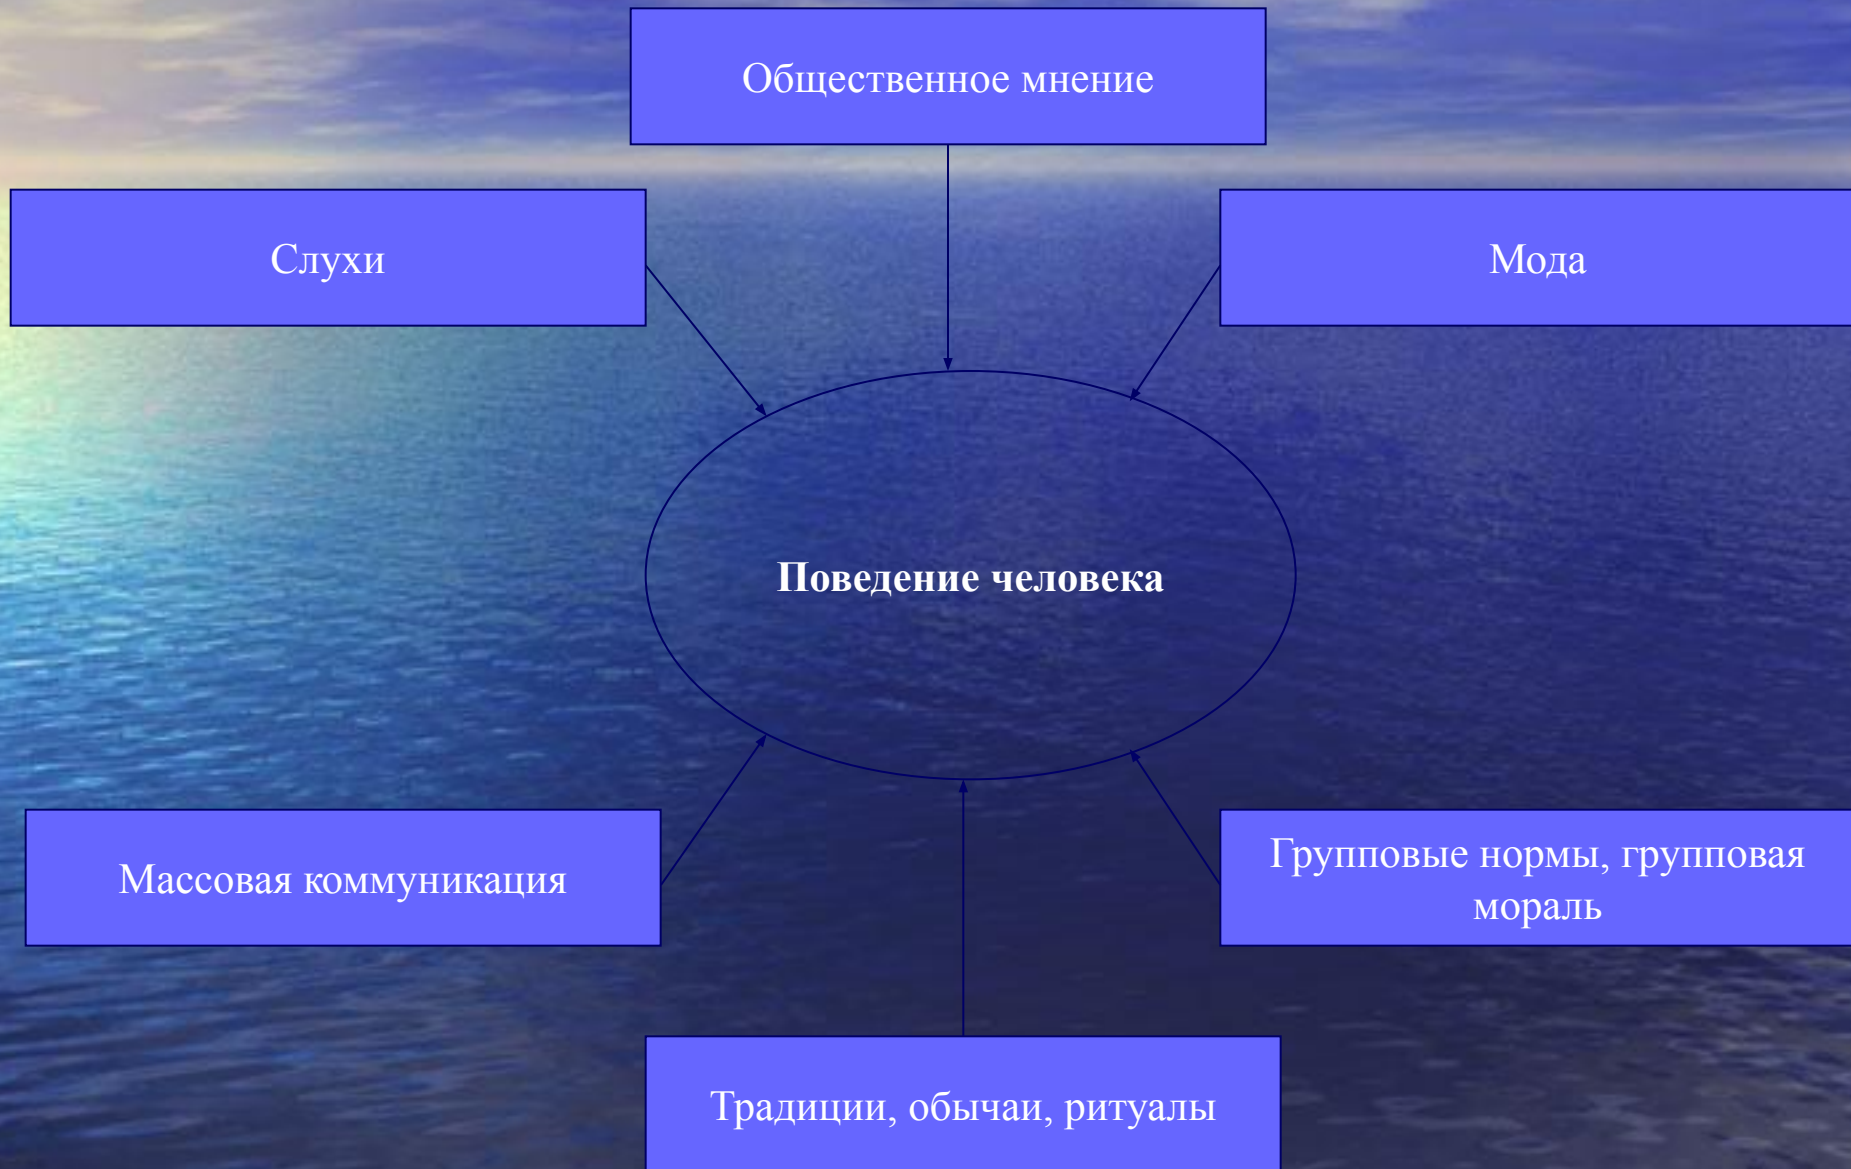 Общественное мнение
Слухи
Мода
Поведение человека
Массовая коммуникация
Групповые нормы, групповая
мораль
Традиции, обычаи, ритуалы